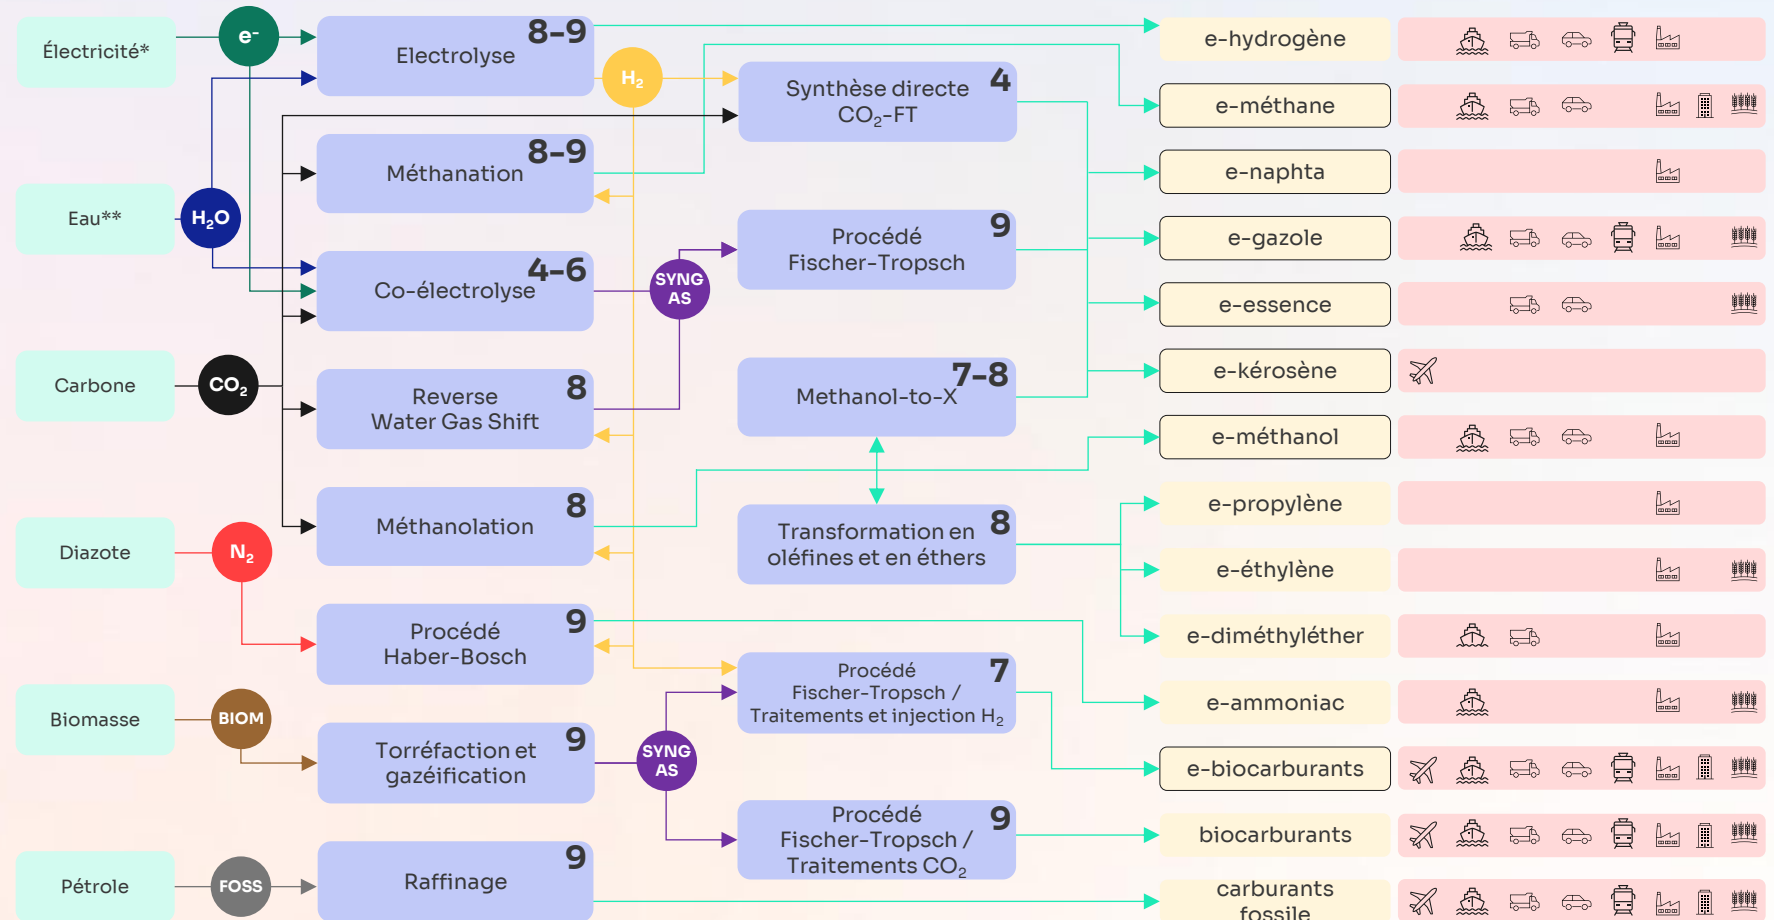 Électricité*
e-
Electrolyse
8-9
H₂
e-hydrogène
Synthèse directe
CO₂-FT
4
e-méthane
Méthanation
8-9
e-naphta
Eau**
H₂O
Procédé
Fischer-Tropsch
9
e-gazole
Co-électrolyse
4-6
SYNG
AS
e-essence
Carbone
CO₂
Reverse
Water Gas Shift
8
Methanol-to-X
7-8
e-kérosène
e-méthanol
Méthanolation
8
Transformation en
oléfines et en éthers
8
e-propylène
Diazote
N₂
e-éthylène
Procédé
Haber-Bosch
9
e-diméthyléther
Procédé
Fischer-Tropsch /
Traitements et injection H₂
7
e-ammoniac
Biomasse
BIOM
Torréfaction et
gazéification
9
SYNG
AS
e-biocarburants
Procédé
Fischer-Tropsch /
Traitements CO₂
9
biocarburants
Pétrole
FOSS
Raffinage
9
carburants
fossile